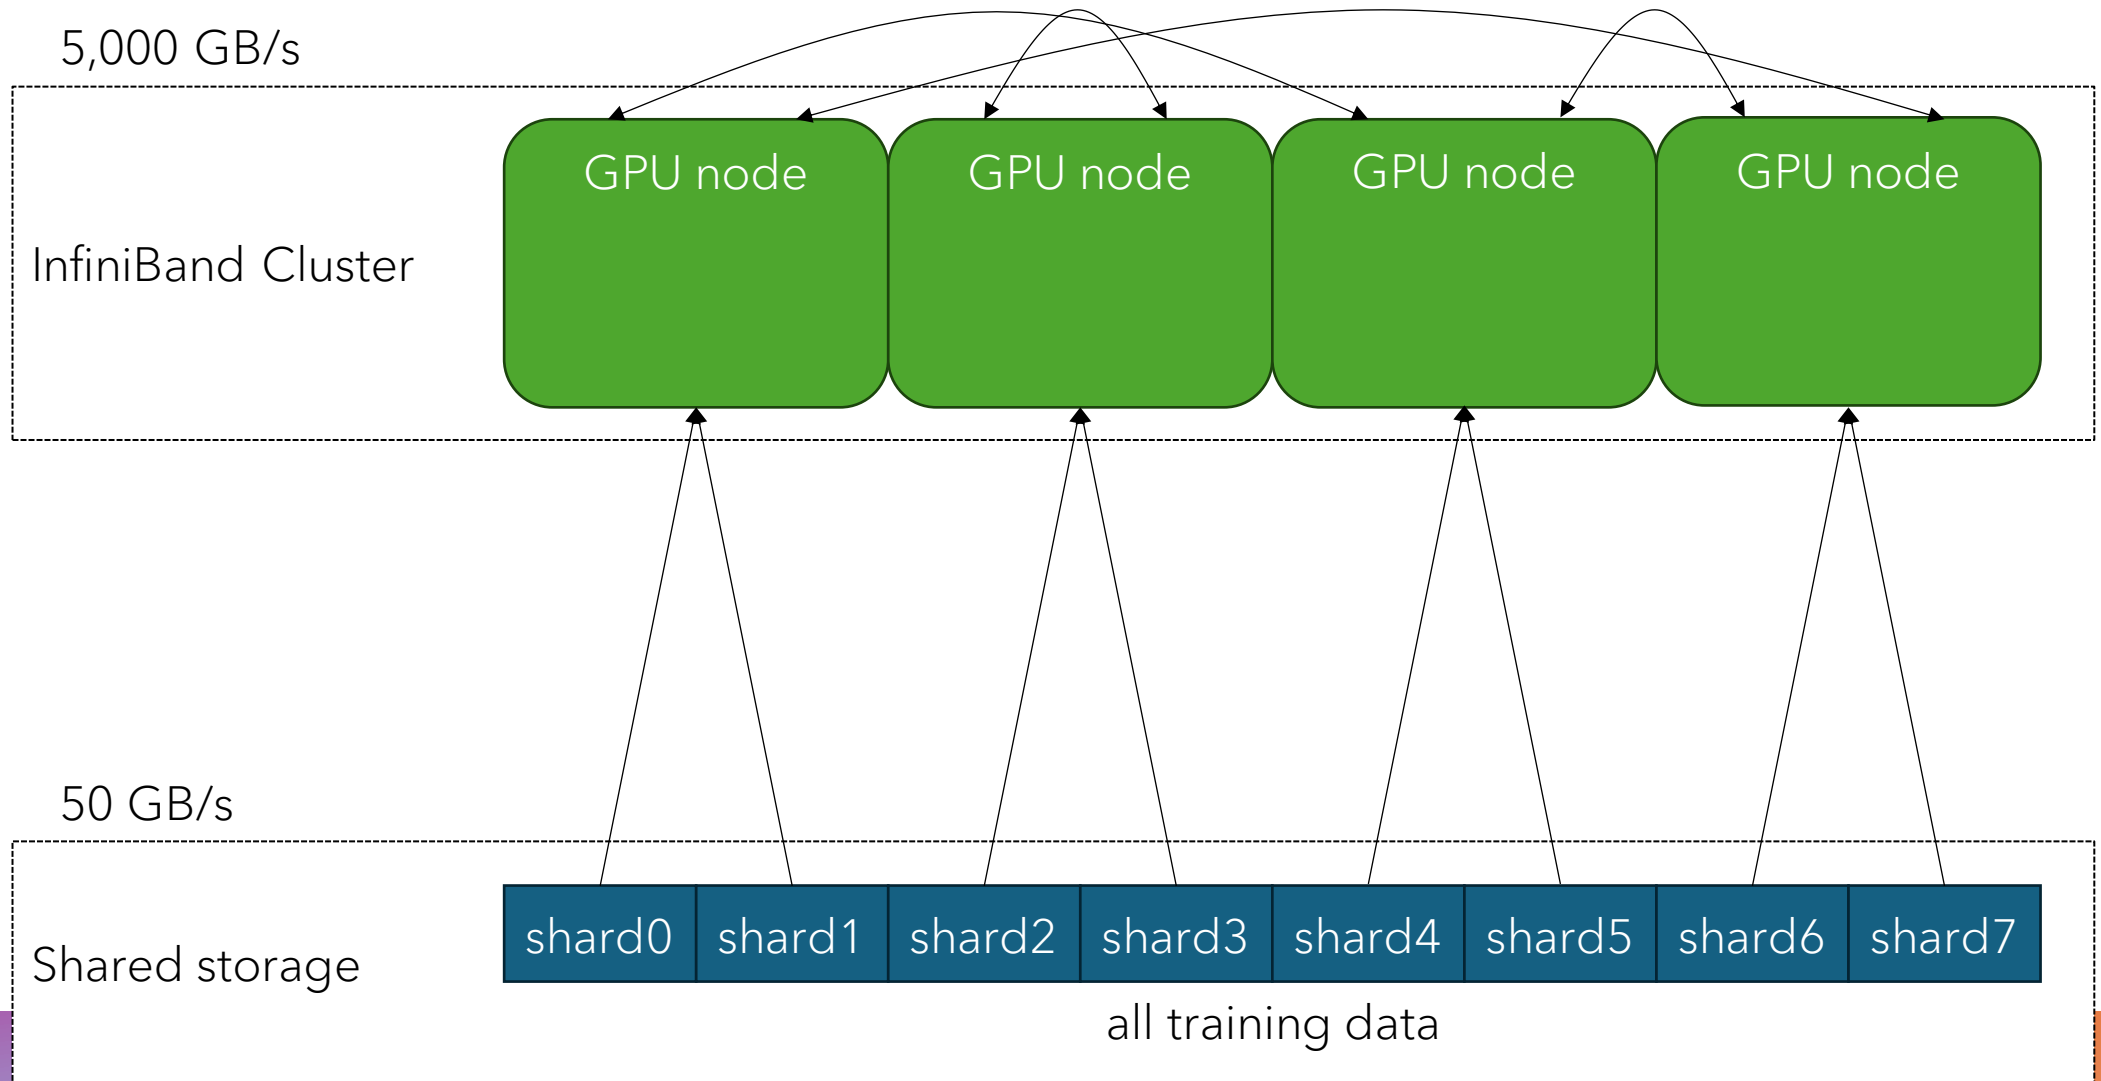 5,000 GB/s
GPU node
GPU node
GPU node
GPU node
InfiniBand Cluster
50 GB/s
shard0
shard1
shard2
shard3
shard4
shard5
shard6
shard7
Shared storage
all training data